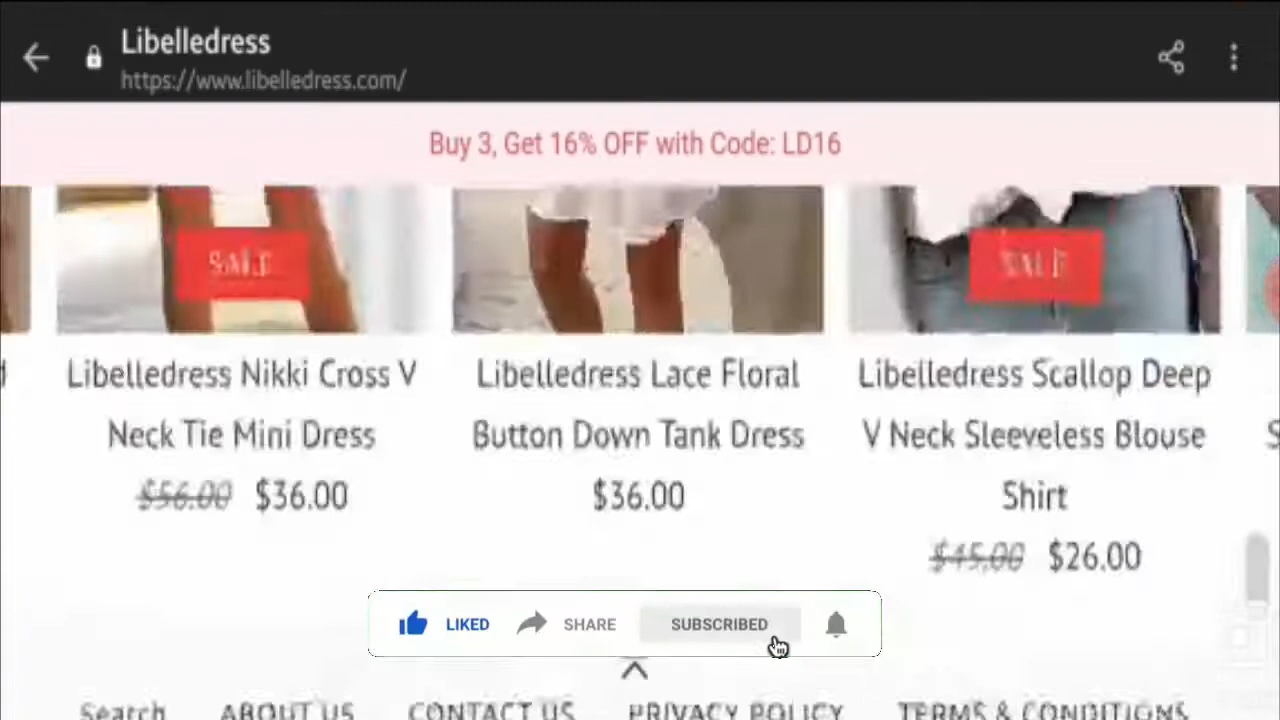 Libelledress
https://www.libelledress.com/
Buy 3, Get 16% OFF with Code: LD16
SALE
SALE
Libelledress Nikki Cross V
Neck Tie Mini Dress
$56.00 $36.00
Libelledress Lace Floral
Button Down Tank Dress
$36.00
Libelledress Scallop Deep
V Neck Sleeveless Blouse
Shirt
$45.00 $26.00
LIKED SHARE SUBSCRIBED
Search ABOUT US CONTACT US PRIVACY POLICY TERMS & CONDITIONS